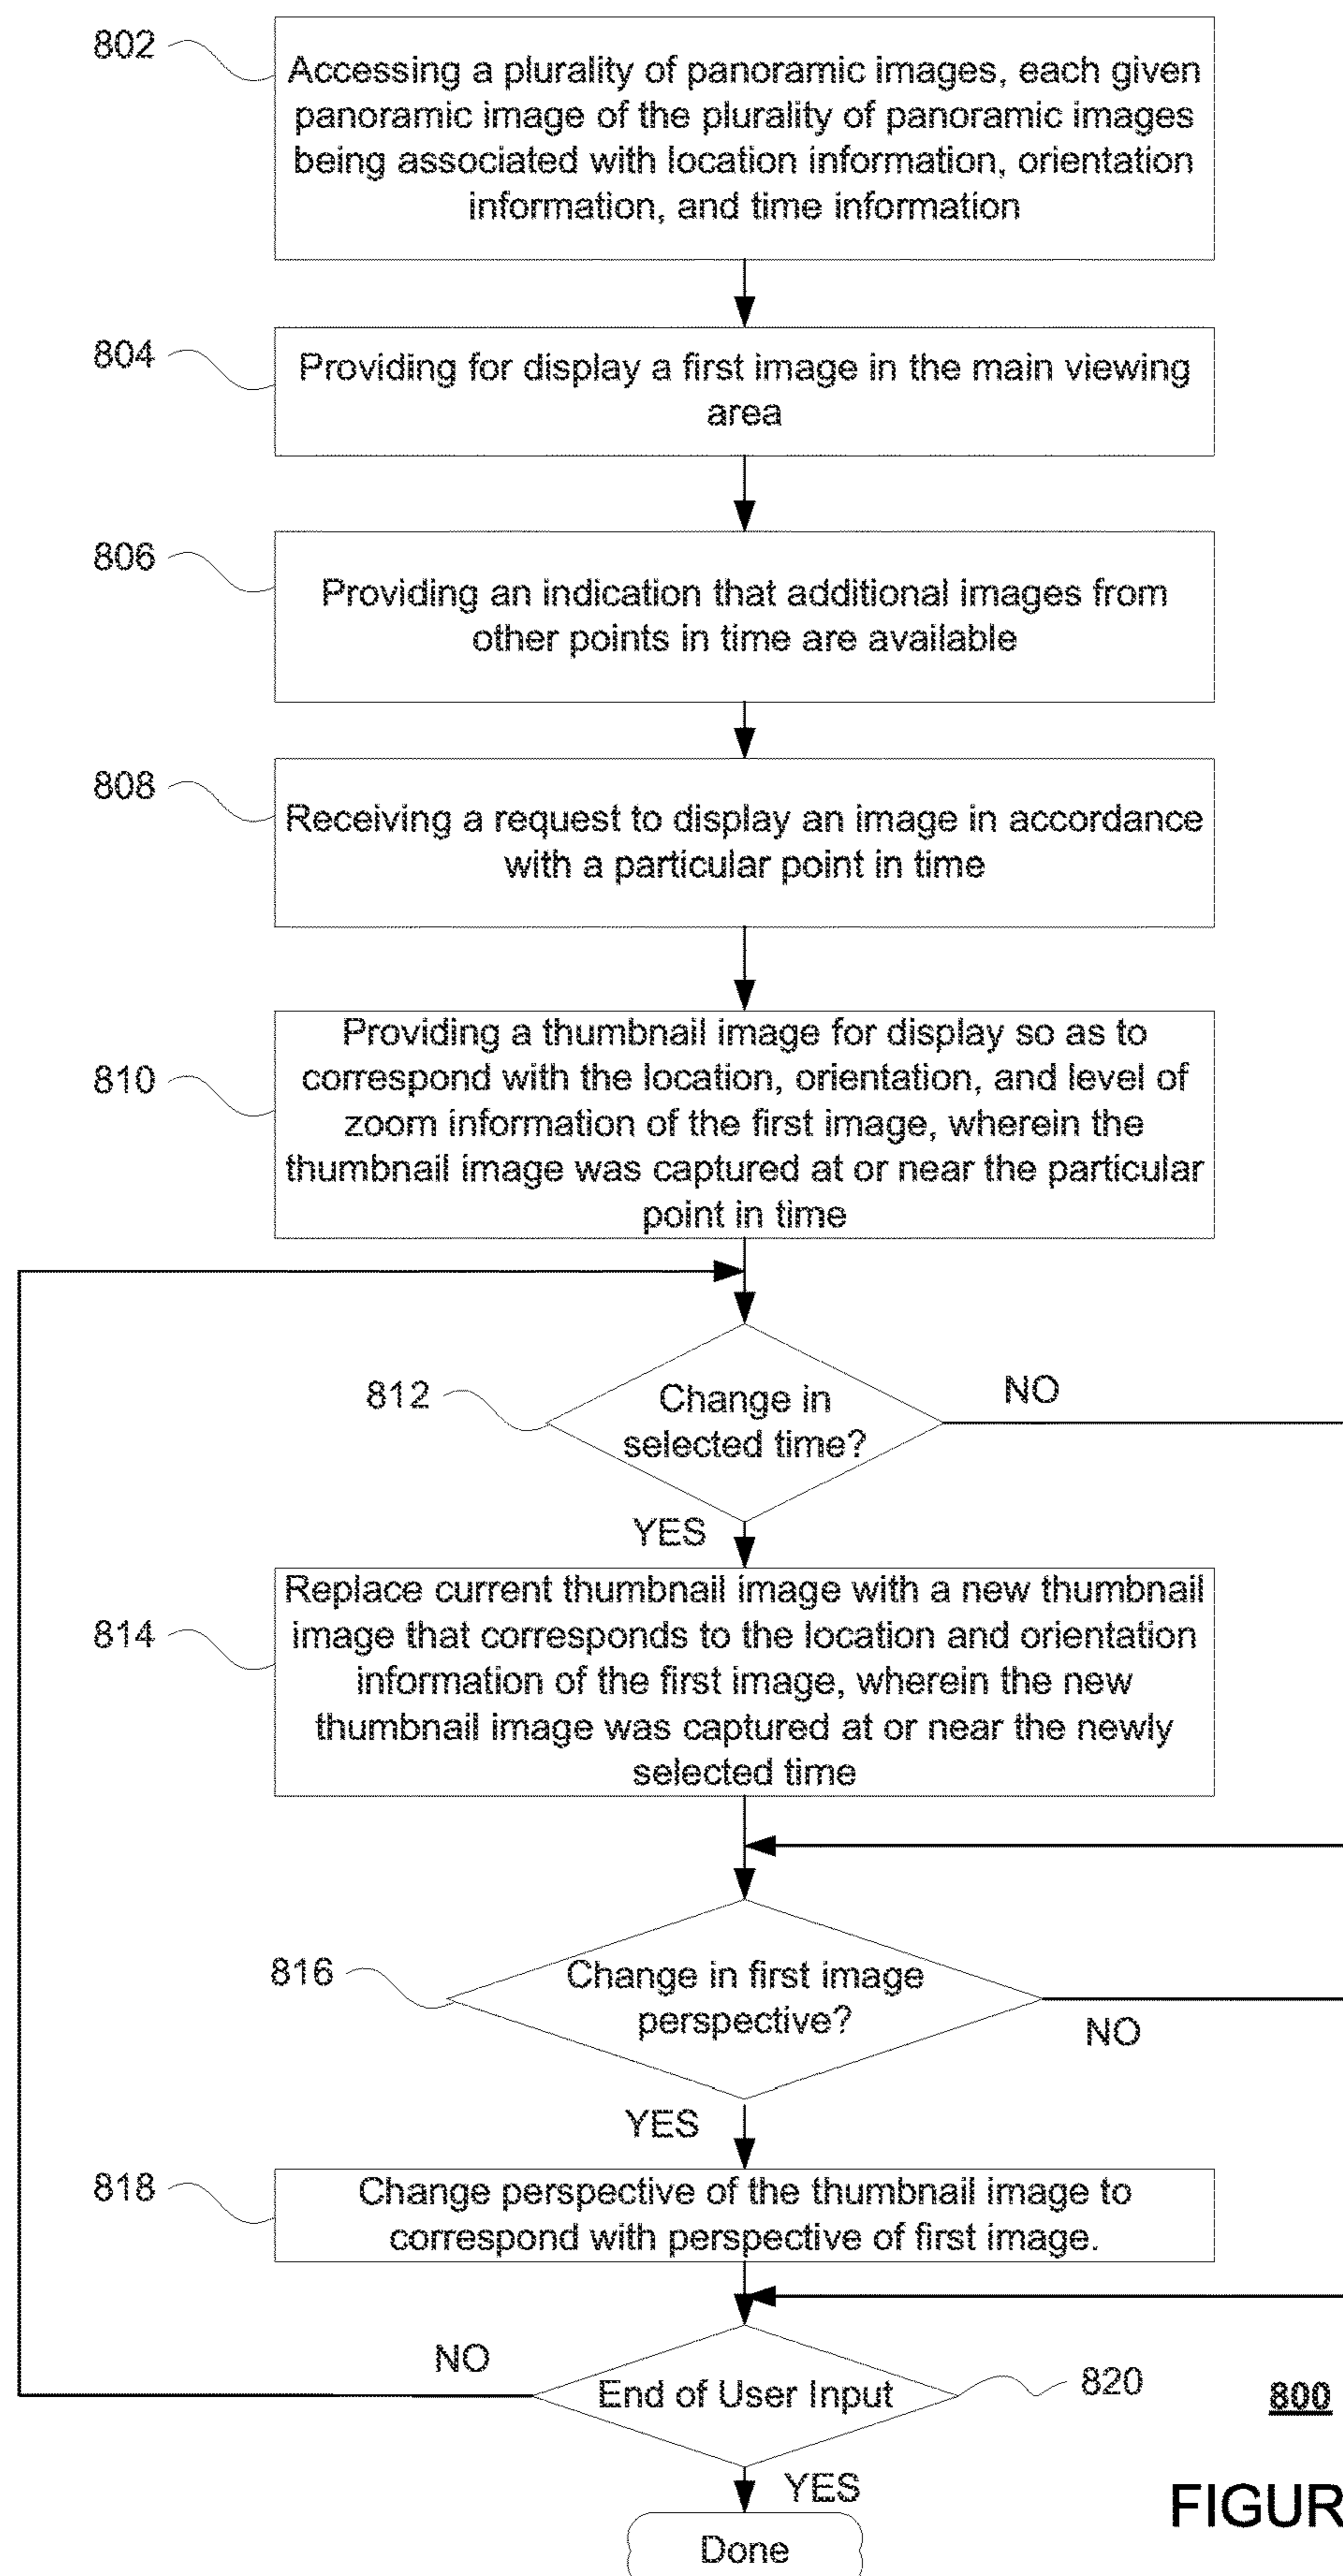 802
Accessing a plurality of panoramic images, each given
panoramic image of the plurality of panoramic images
being associated with location information, orientation
information, and time information
804
Providing for display a first image in the main viewing
area
806
Providing an indication that additional images from
other points in time are available
808
Receiving a request to display an image in accordance
with a particular point in time
810
Providing a thumbnail image for display so as to
correspond with the location, orientation, and level of
zoom information of the first image, wherein the
thumbnail image was captured at or near the particular
point in time
812
Change in
selected time?
NO
YES
814
Replace current thumbnail image with a new thumbnail
image that corresponds to the location and orientation
information of the first image, wherein the new
thumbnail image was captured at or near the newly
selected time
816
Change in first image
perspective?
NO
YES
818
Change perspective of the thumbnail image to
correspond with perspective of first image.
NO
End of User Input
820
800
YES
FIGUR
Done